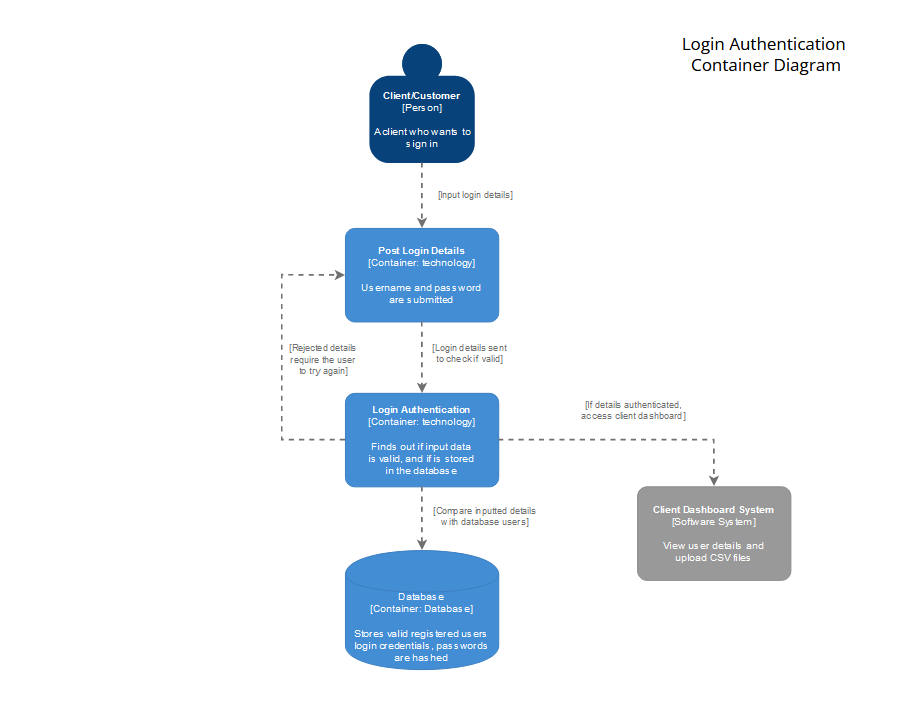 Login Authentication
Container Diagram
Client/Customer
[Person]
A client who wants to
sign in
[Input login details]
Post Login Details
[Container: technology]
Username and password
are submitted
[Rejected details
require the user
to try again]
[Login details sent
to check if valid]
Login Authentication
[Container: technology]
Finds out if input data
is valid, and if is stored
in the database
[If details authenticated,
access client dashboard]
Client Dashboard System
[Software System]
View user details and
upload CSV files
[Compare inputted details
with database users]
Database
[Container: Database]
Stores valid registered users
login credentials, passwords
are hashed